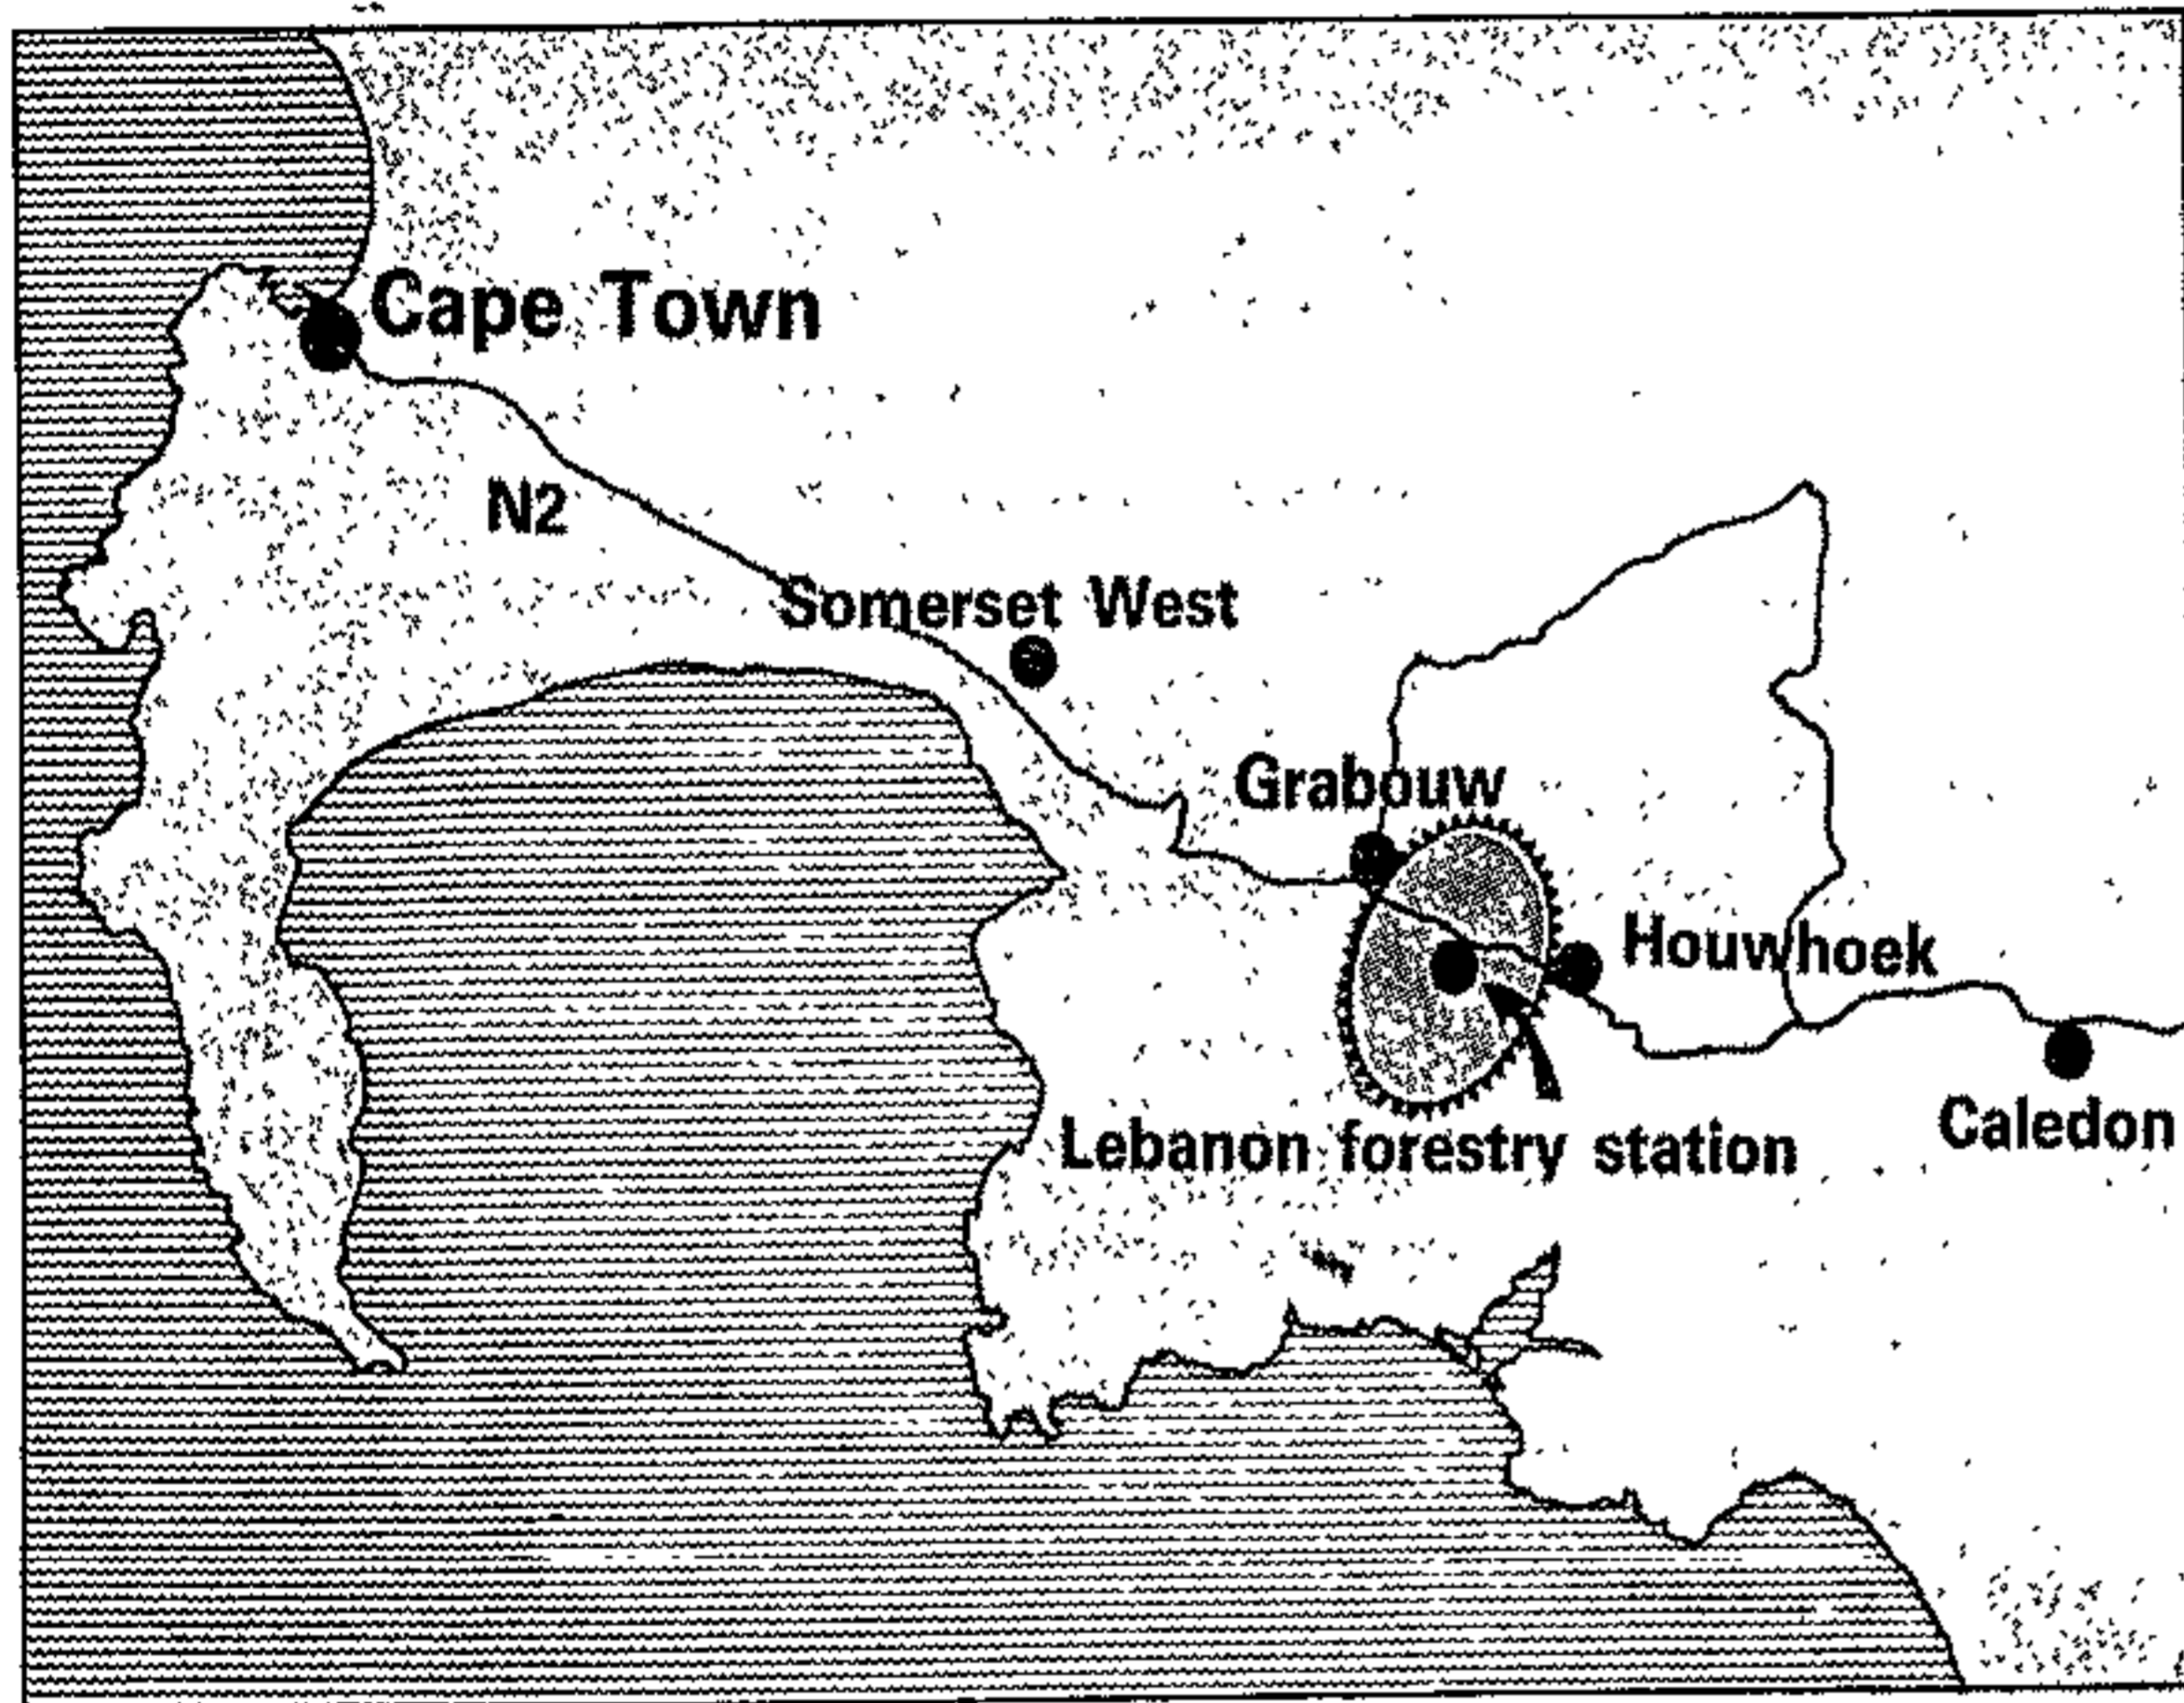 Cape Town
N2
Somerset West
Grabouw
Houwhoek
Caledon
Lebanon forestry station